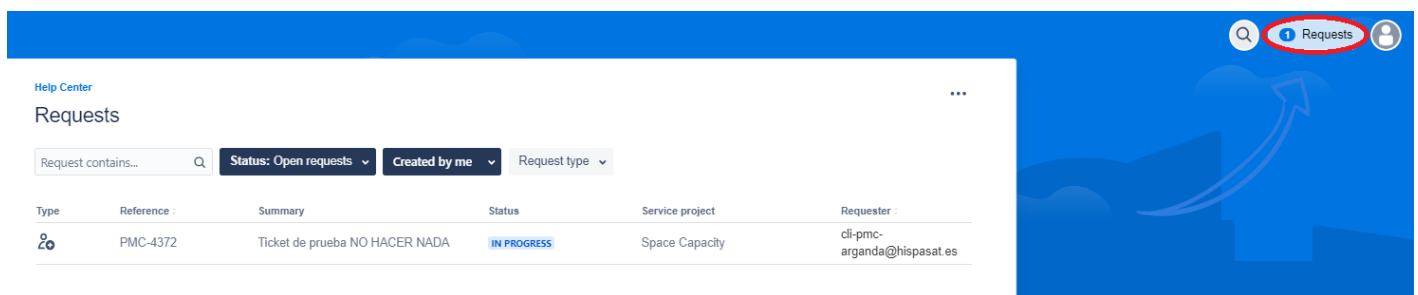 1 Requests
Help Center
Requests
Request contains... Status: Open requests Created by me Request type
Type Reference Summary Status Service project Requester
PMC-4372 Ticket de prueba NO HACER NADA IN PROGRESS Space Capacity cli-pmc-
arganda@hispasat.es